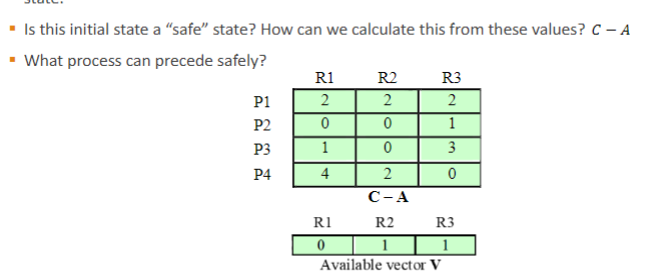 ▪ Is this initial state a “safe” state? How can we calculate this from these values? C – A
▪ What process can precede safely?
R1 R2 R3
P1 2 2 2
P2 0 0 1
P3 1 0 3
P4 4 2 0
C – A
R1 R2 R3
0 1 1
Available vector V